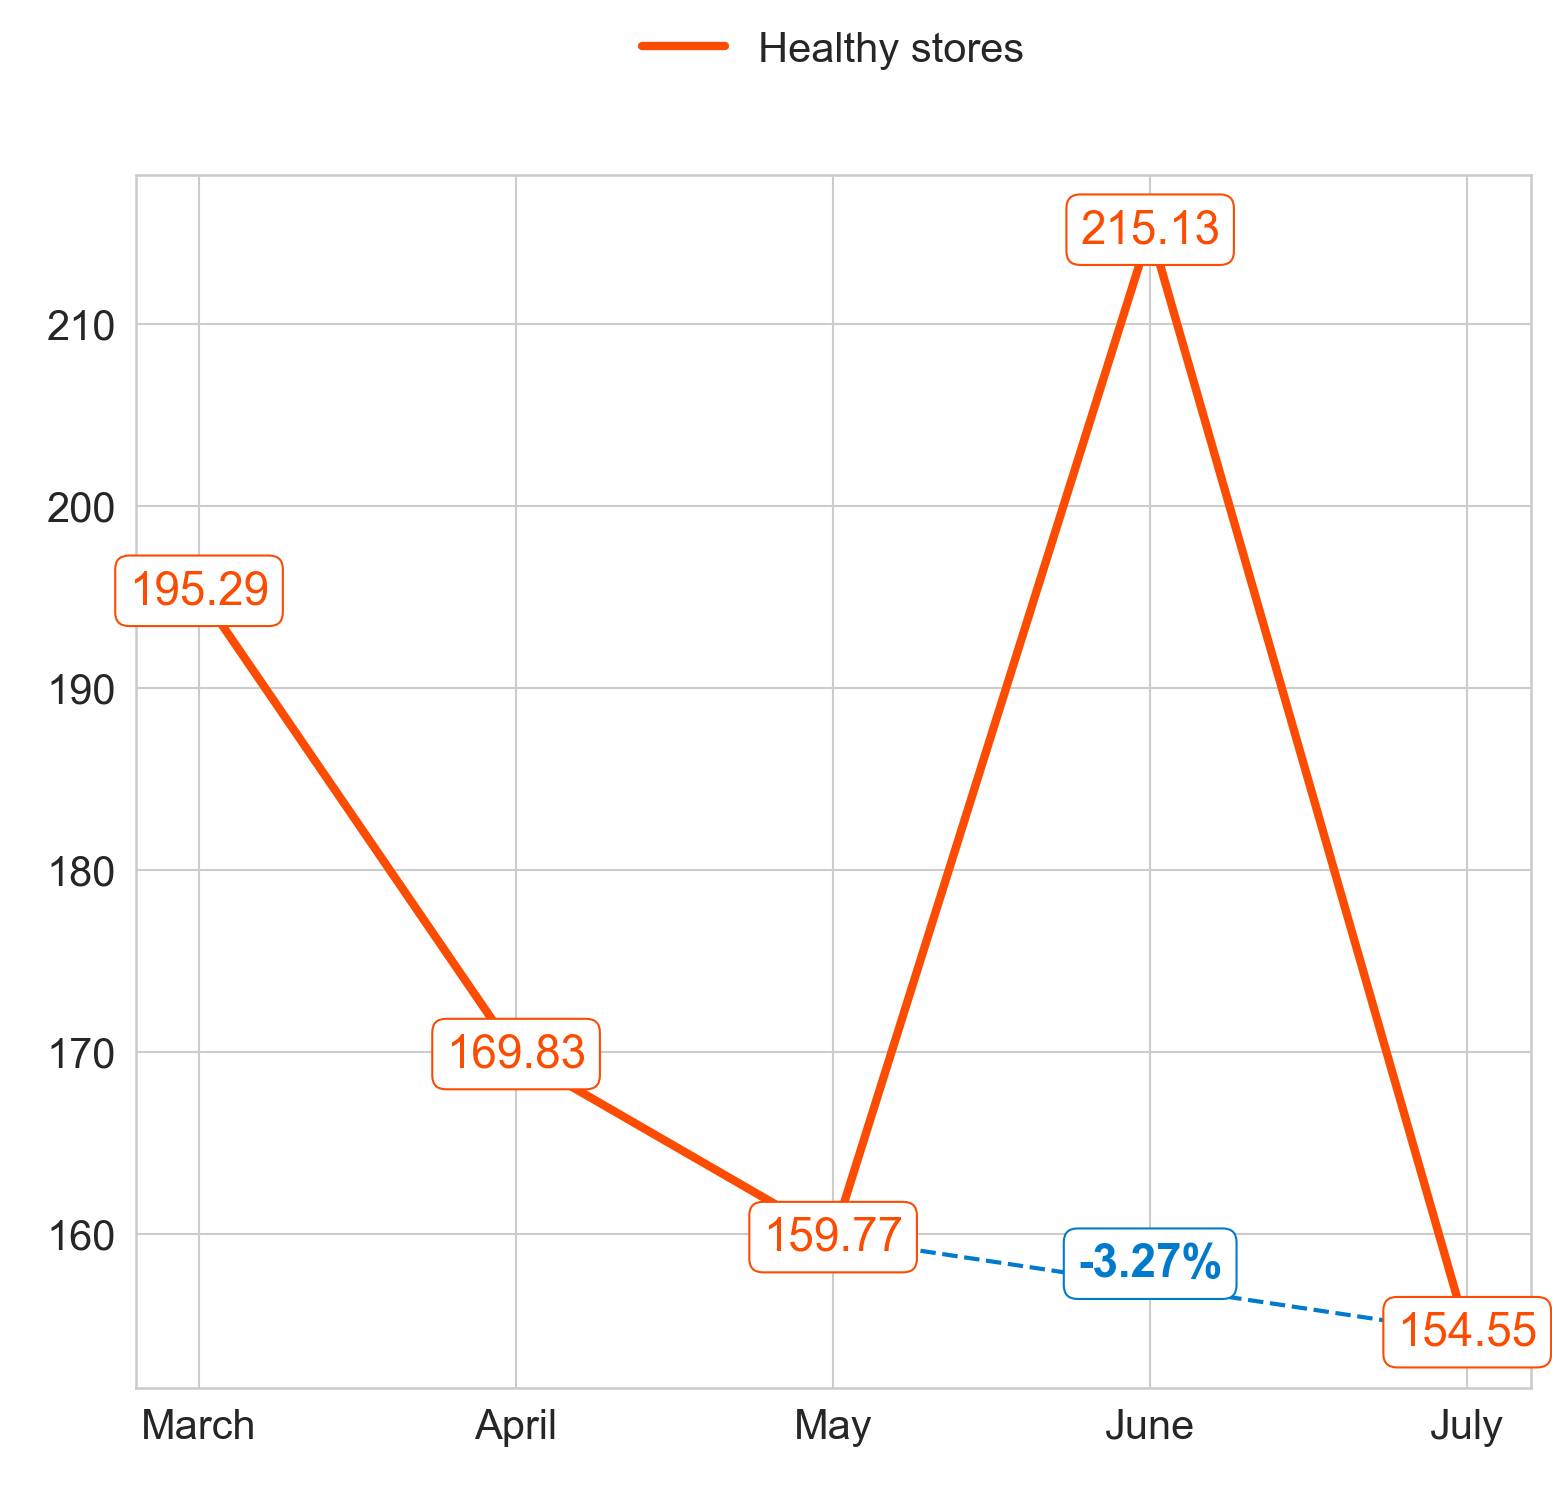 Healthy stores
215.13
210
200
195.29
190
180
170
169.83
160
159.77
-3.27%
154.55
March
April
May
June
July